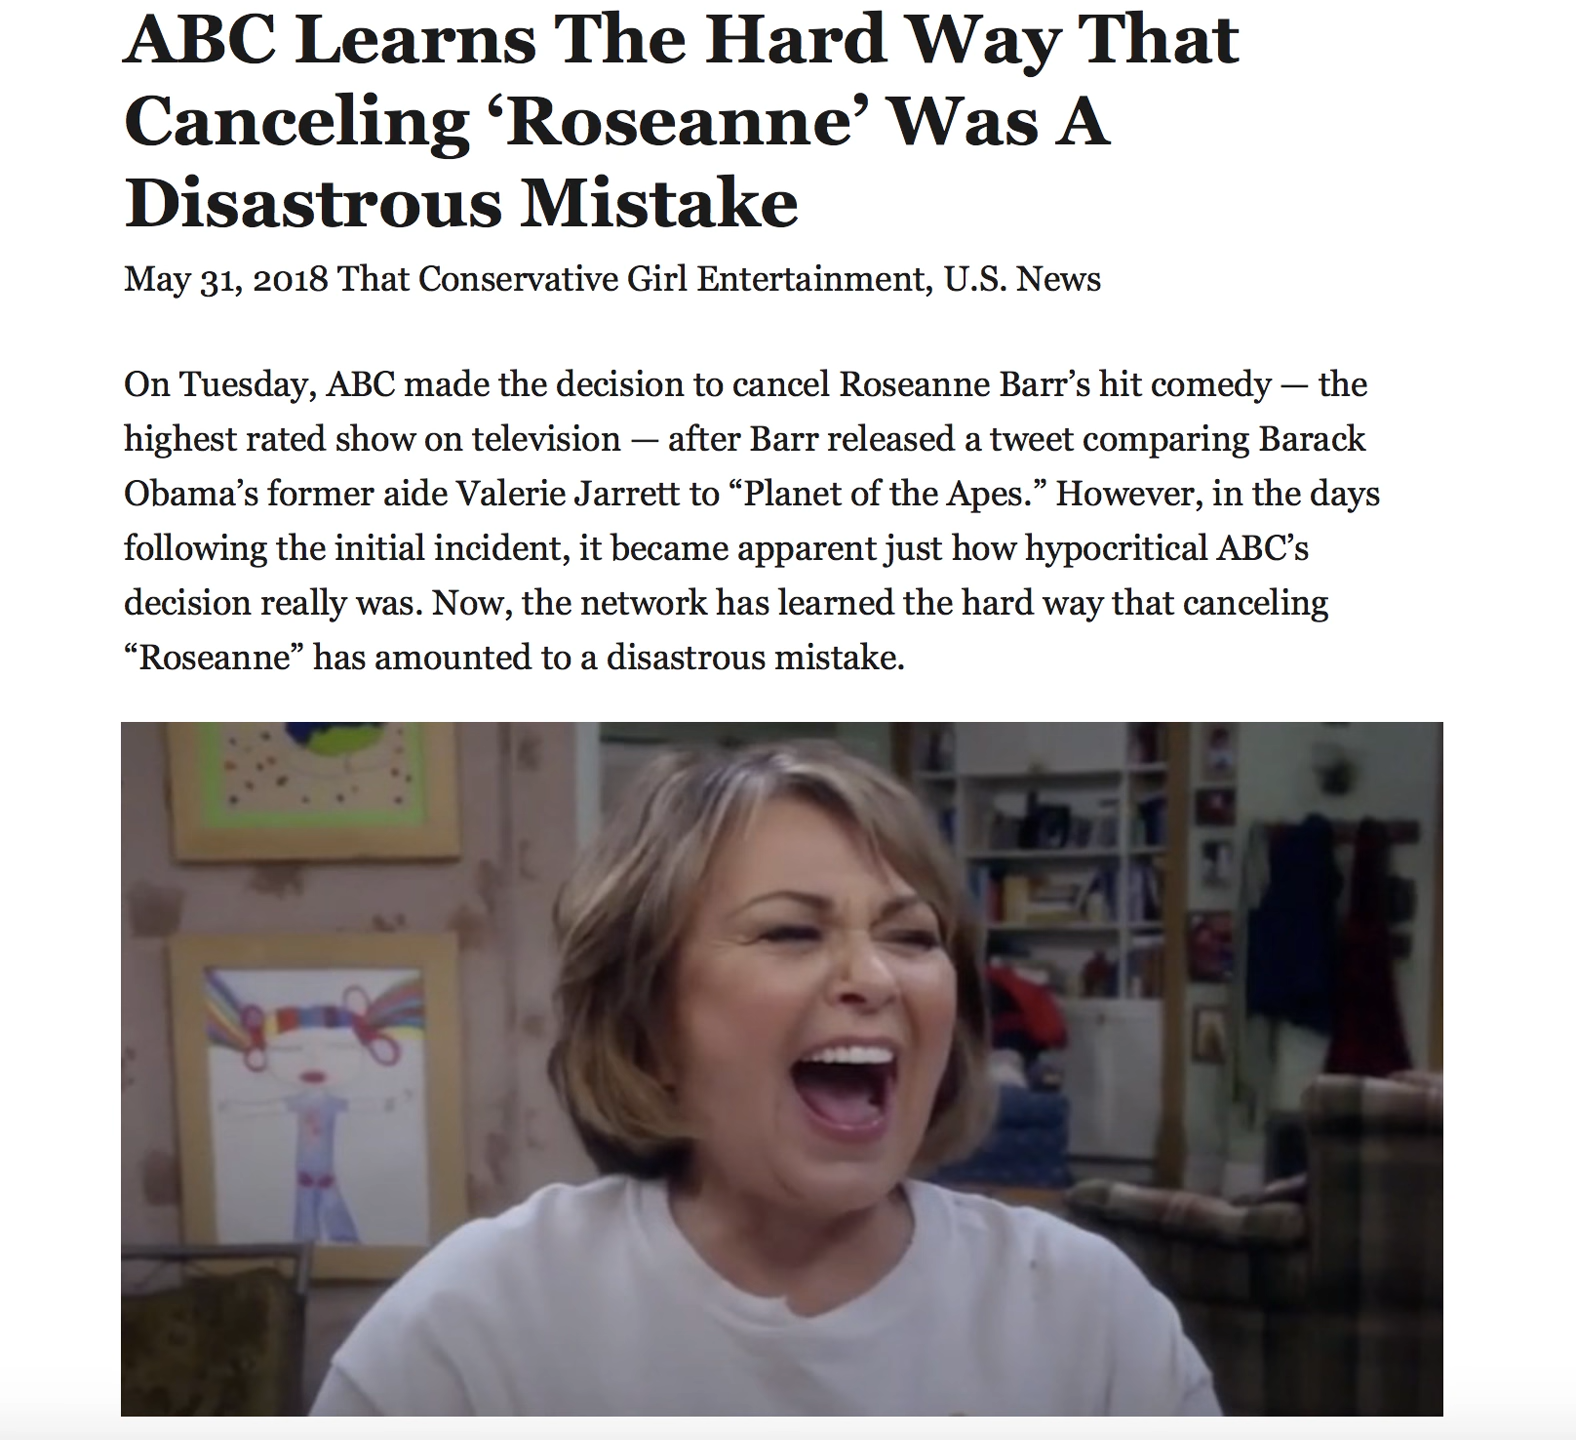 ABC Learns The Hard Way That
Canceling ‘Roseanne’ Was A
Disastrous Mistake
May 31, 2018 That Conservative Girl Entertainment, U.S. News
On Tuesday, ABC made the decision to cancel Roseanne Barr’s hit comedy — the
highest rated show on television — after Barr released a tweet comparing Barack
Obama’s former aide Valerie Jarrett to “Planet of the Apes.” However, in the days
following the initial incident, it became apparent just how hypocritical ABC’s
decision really was. Now, the network has learned the hard way that canceling
“Roseanne” has amounted to a disastrous mistake.